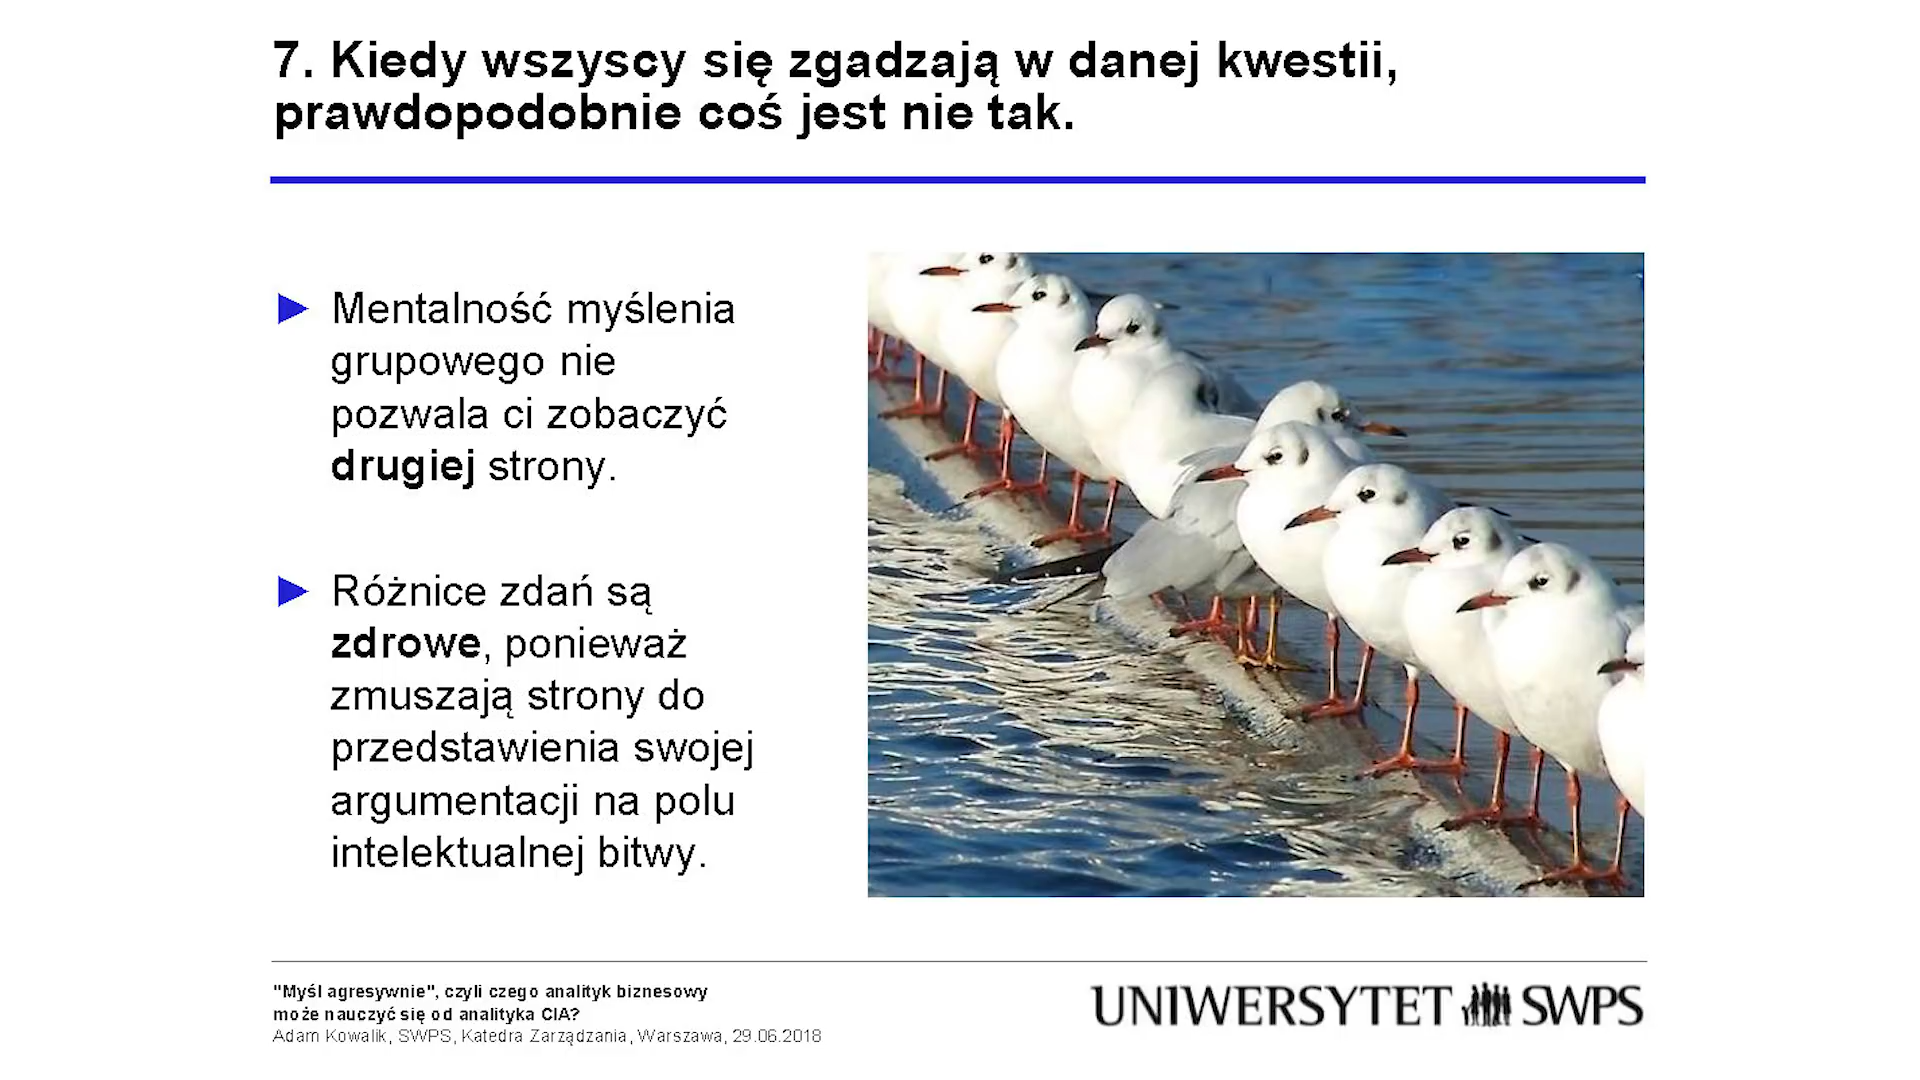 7. Kiedy wszyscy się zgadzają w danej kwestii,
prawdopodobnie coś jest nie tak.
► Mentalność myślenia
grupowego nie
pozwala ci zobaczyć
drugiej strony.
► Różnice zdań są
zdrowe, ponieważ
zmuszają strony do
przedstawienia swojej
argumentacji na polu
intelektualnej bitwy.
"Myśl agresywnie", czyli czego analityk biznesowy
może nauczyć się od analityka CIA?
Adam Kowalik, SWPS, Katedra Zarządzania, Warszawa, 29.06.2018
UNIWERSYTET SWPS